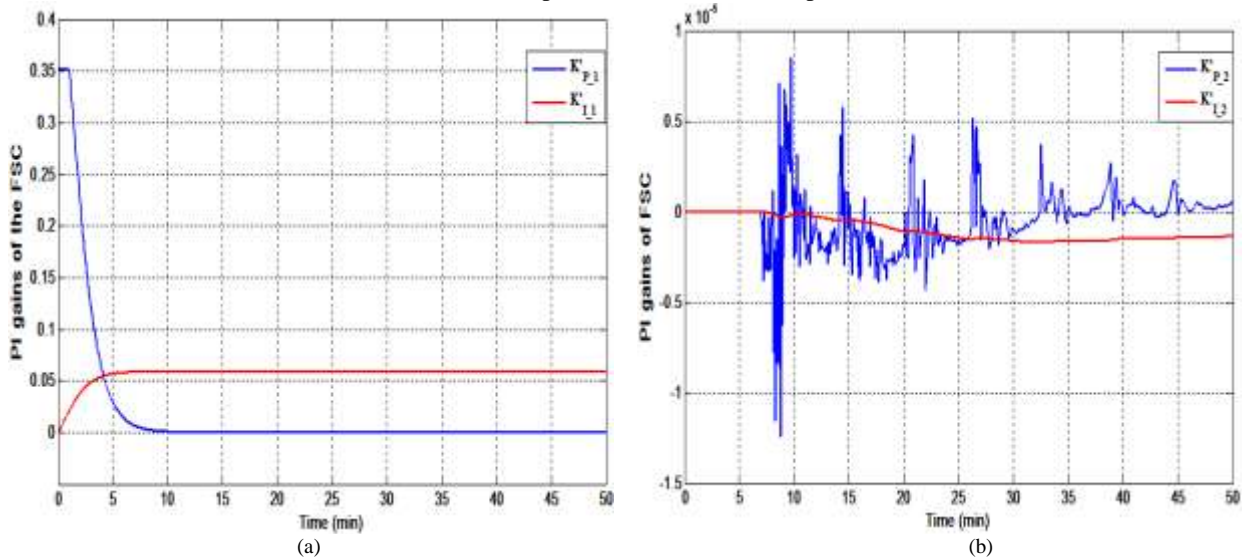 0.4
0.35
0.3
0.25
0.2
0.15
0.1
0.05
0
PI gains of the FSC
K'P_1
K'I_1
0 5 10 15 20 25 30 35 40 45 50
Time (min)
(a)
1 x 10-5
0.5
0
-0.5
-1
-1.5
PI gains of FSC
K'P_2
K'I_2
0 5 10 15 20 25 30 35 40 45 50
Time (min)
(b)